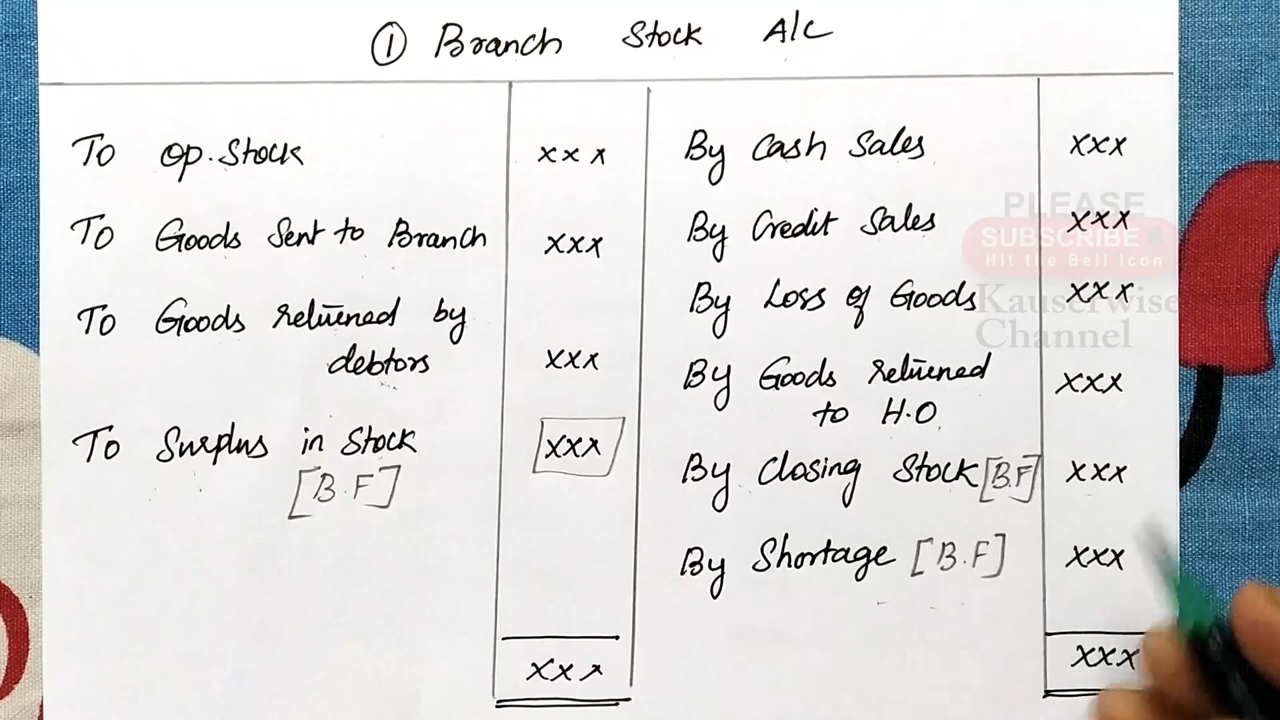 ① Branch Stock A/C
To Op. Stock xxx
To Goods Sent to Branch xxx
To Goods returned by
debtors xxx
To Surplus in Stock xxx
[B.F]
xxx
By Cash Sales xxx
By Credit Sales xxx
By Loss of Goods xxx
By Goods returned xxx
to H.O
By Closing Stock [B.F] xxx
By Shortage [B.F] xxx
xxx
PLEASE
SUBSCRIBE
Hit the Bell Icon
Kauserwise
Channel